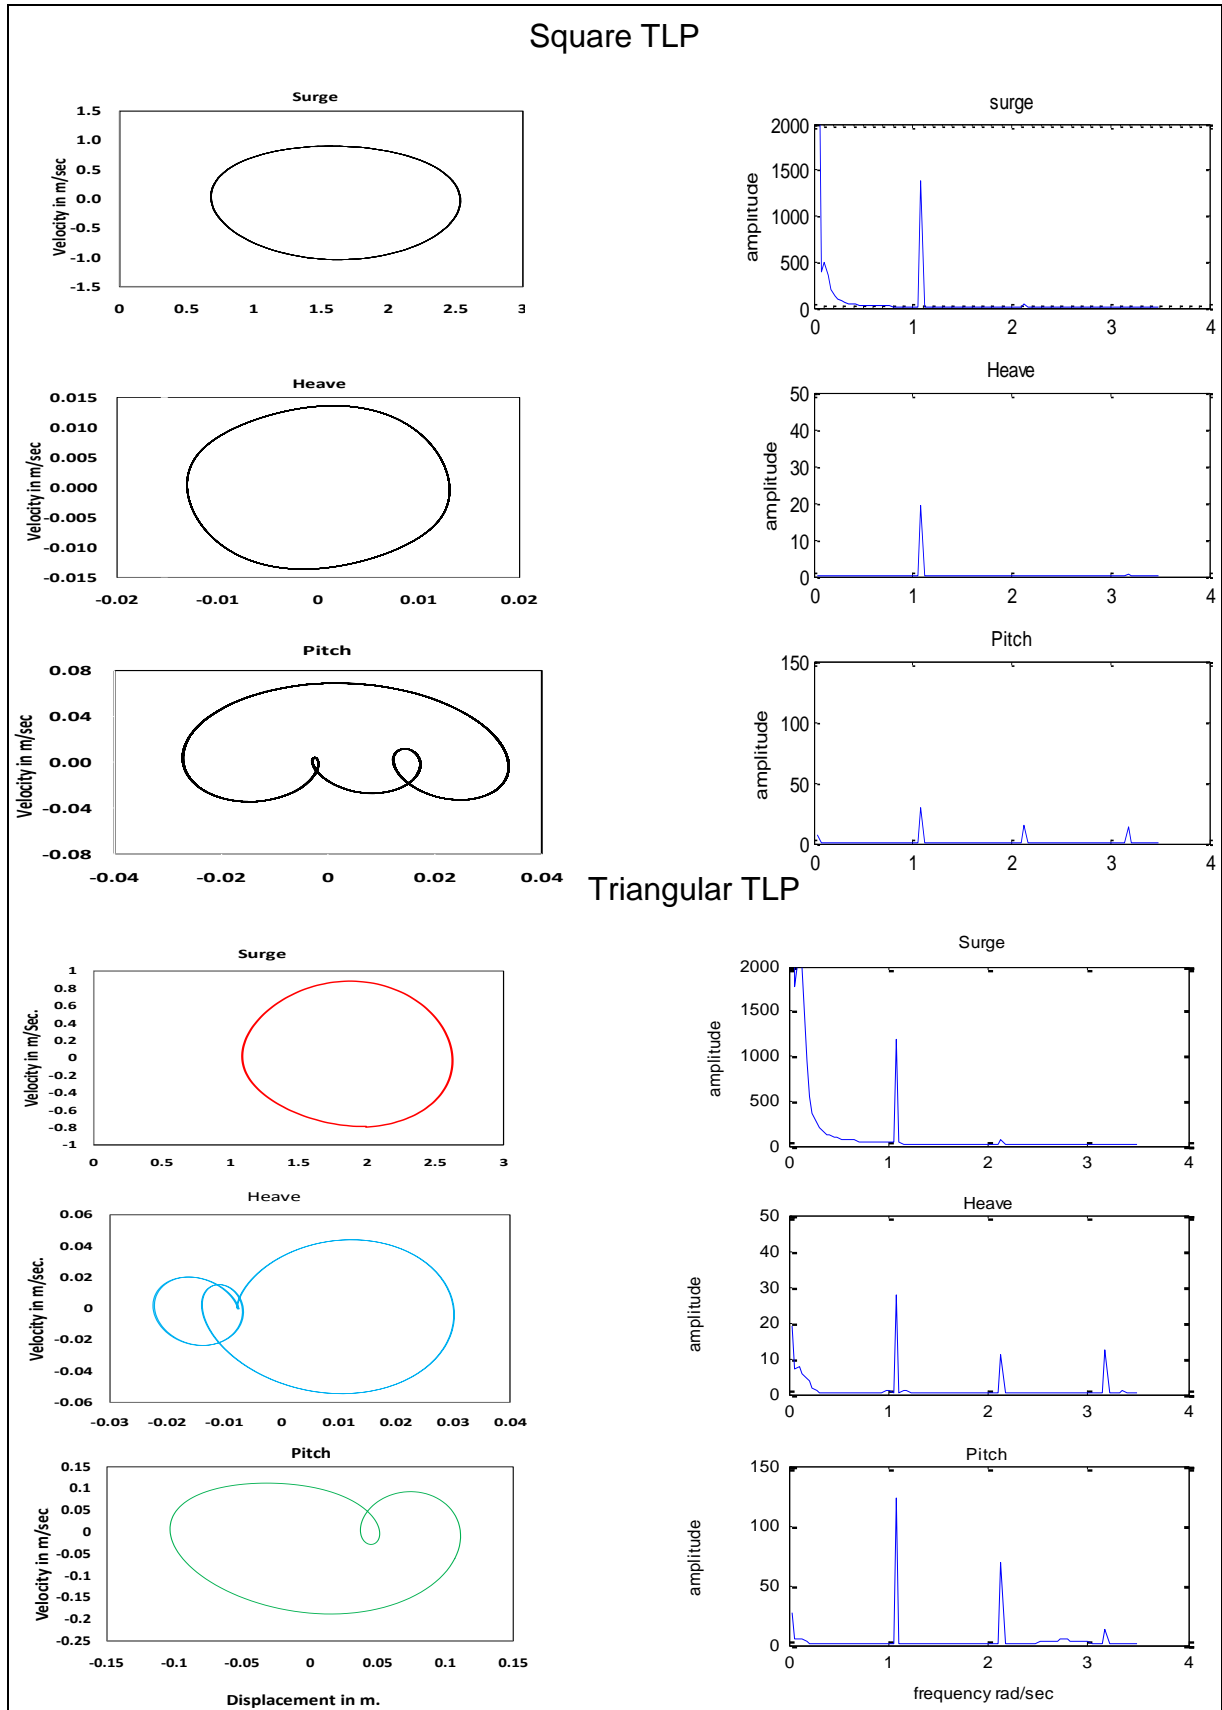 Square TLP
Surge
Velocity in m/sec
1.5
1.0
0.5
0.0
-0.5
-1.0
-1.5
0 0.5 1 1.5 2 2.5 3
surge
amplitude
2000
1500
1000
500
0
0 1 2 3 4
Heave
Velocity in m/sec
0.015
0.010
0.005
0.000
-0.005
-0.010
-0.015
-0.02 -0.01 0 0.01 0.02
Heave
amplitude
50
40
30
20
10
0
0 1 2 3 4
Pitch
Velocity in m/sec
0.08
0.04
0.00
-0.04
-0.08
-0.04 -0.02 0 0.02 0.04
Pitch
amplitude
150
100
50
0
0 1 2 3 4
Triangular TLP
Surge
Velocity in m/Sec.
1
0.8
0.6
0.4
0.2
0
-0.2
-0.4
-0.6
-0.8
-1
0 0.5 1 1.5 2 2.5 3
Surge
amplitude
2000
1500
1000
500
0
0 1 2 3 4
Heave
Velocity in m/sec.
0.06
0.04
0.02
0
-0.02
-0.04
-0.06
-0.03 -0.02 -0.01 0 0.01 0.02 0.03 0.04
Heave
amplitude
50
40
30
20
10
0
0 1 2 3 4
Pitch
Velocity in m/sec
0.15
0.1
0.05
0
-0.05
-0.1
-0.15
-0.2
-0.25
-0.15 -0.1 -0.05 0 0.05 0.1 0.15
Displacement in m.
Pitch
amplitude
150
100
50
0
0 1 2 3 4
frequency rad/sec